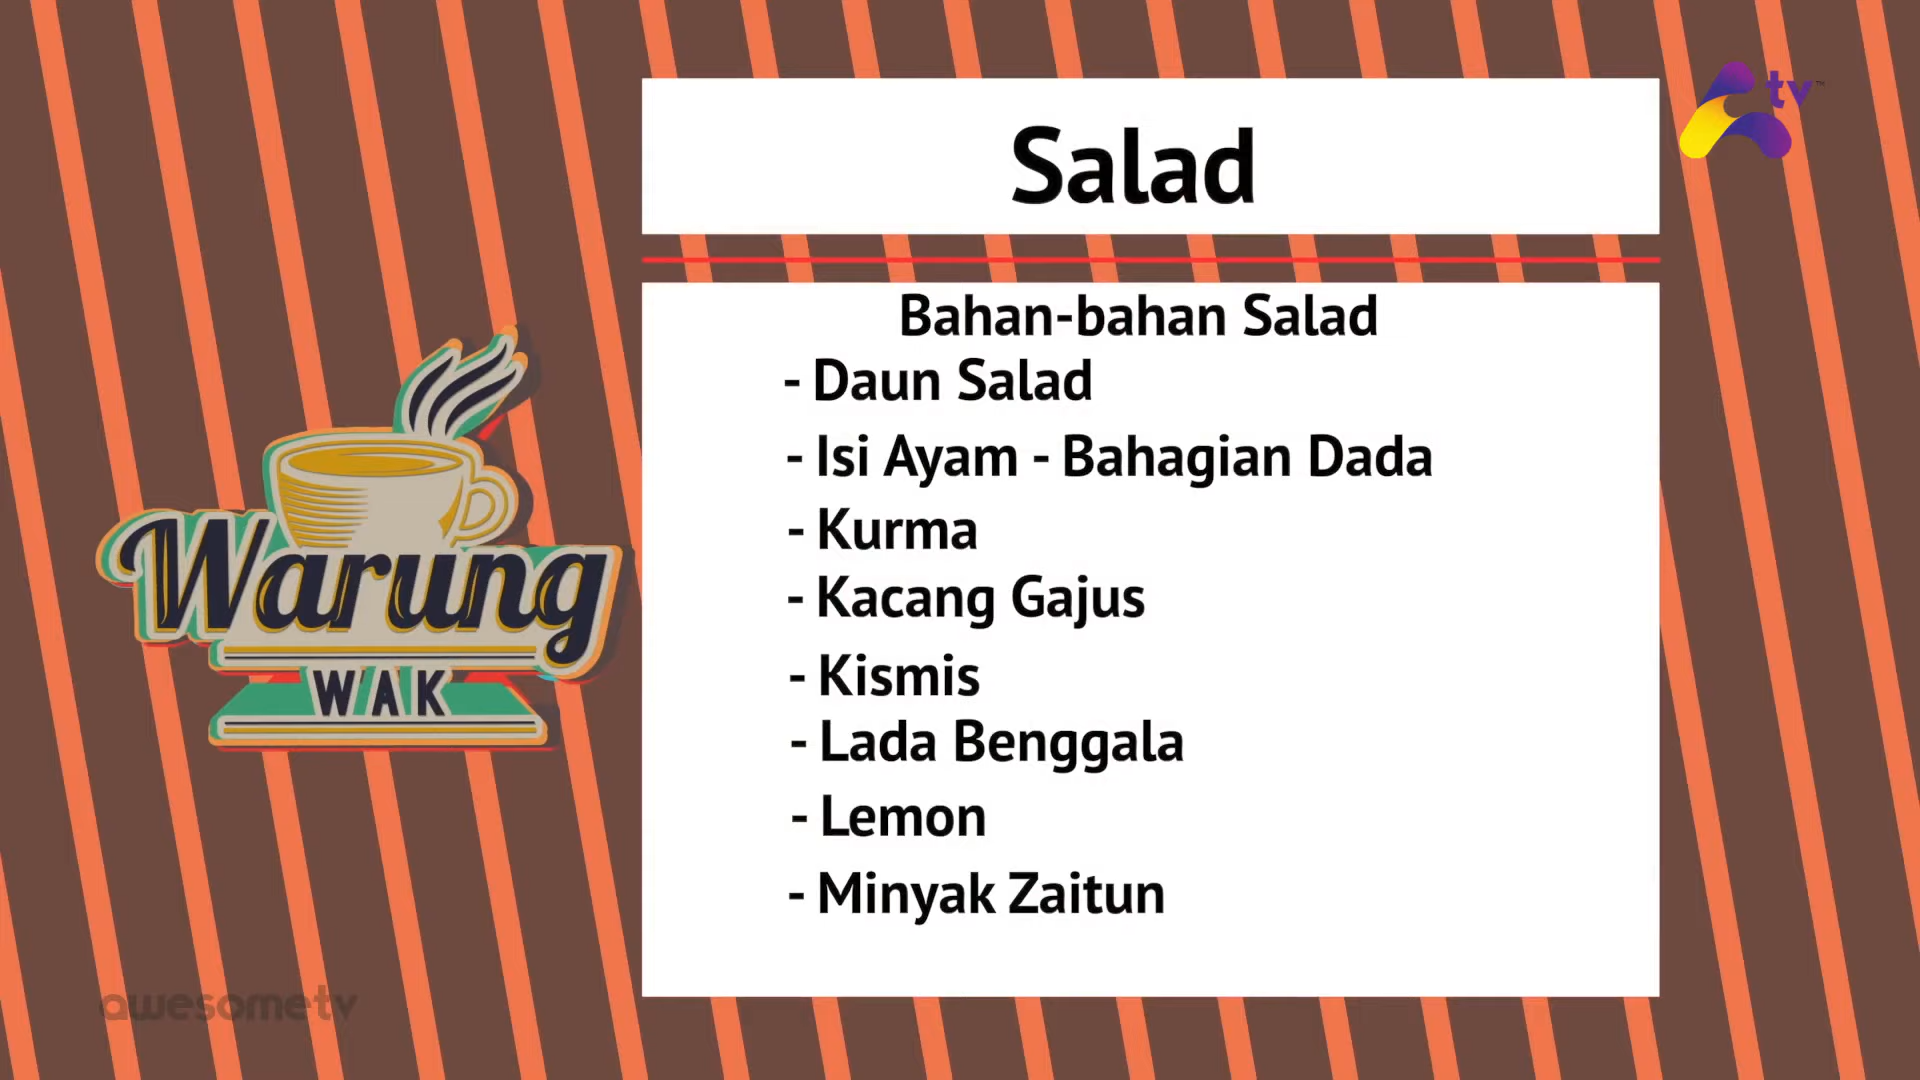 Salad
tv™
Bahan-bahan Salad
- Daun Salad
- Isi Ayam - Bahagian Dada
- Kurma
- Kacang Gajus
- Kismis
- Lada Benggala
- Lemon
- Minyak Zaitun
Warung
WAK
awesometv